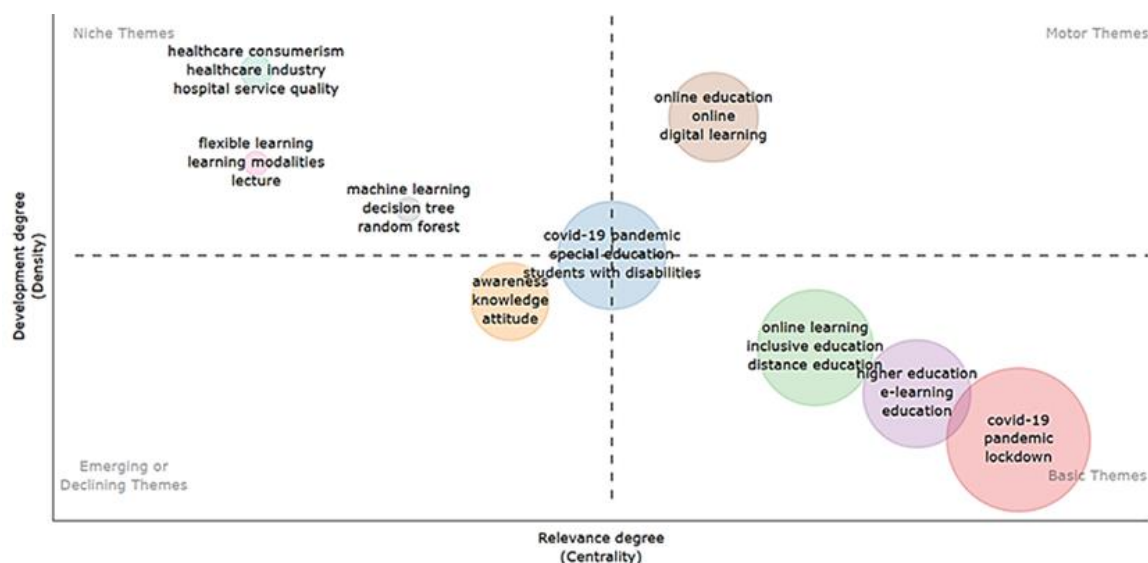 Niche Themes
Motor Themes
healthcare consumerism
healthcare industry
hospital service quality
online education
online
digital learning
flexible learning
learning modalities
lecture
machine learning
decision tree
random forest
covid-19 pandemic
special education
students with disabilities
awareness
knowledge
attitude
online learning
inclusive education
distance education
higher education
e-learning
education
covid-19
pandemic
lockdown
Emerging or
Declining Themes
Basic Themes
Development degree
(Density)
Relevance degree
(Centrality)